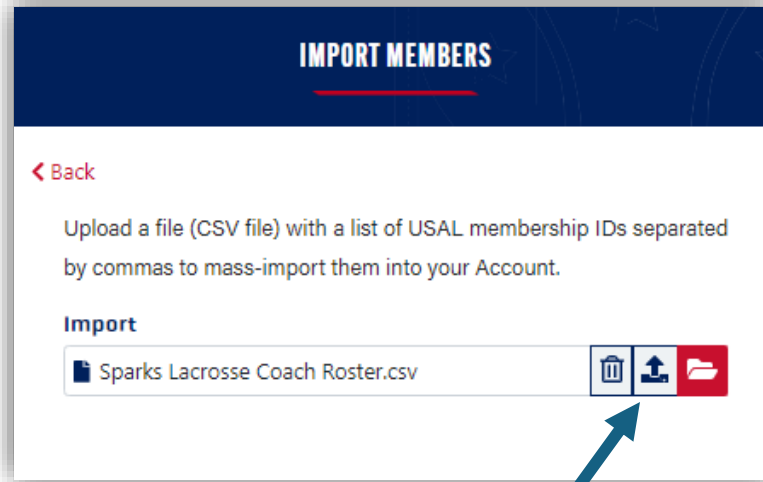 IMPORT MEMBERS
Back
Upload a file (CSV file) with a list of USAL membership IDs separated
by commas to mass-import them into your Account.
Import
Sparks Lacrosse Coach Roster.csv